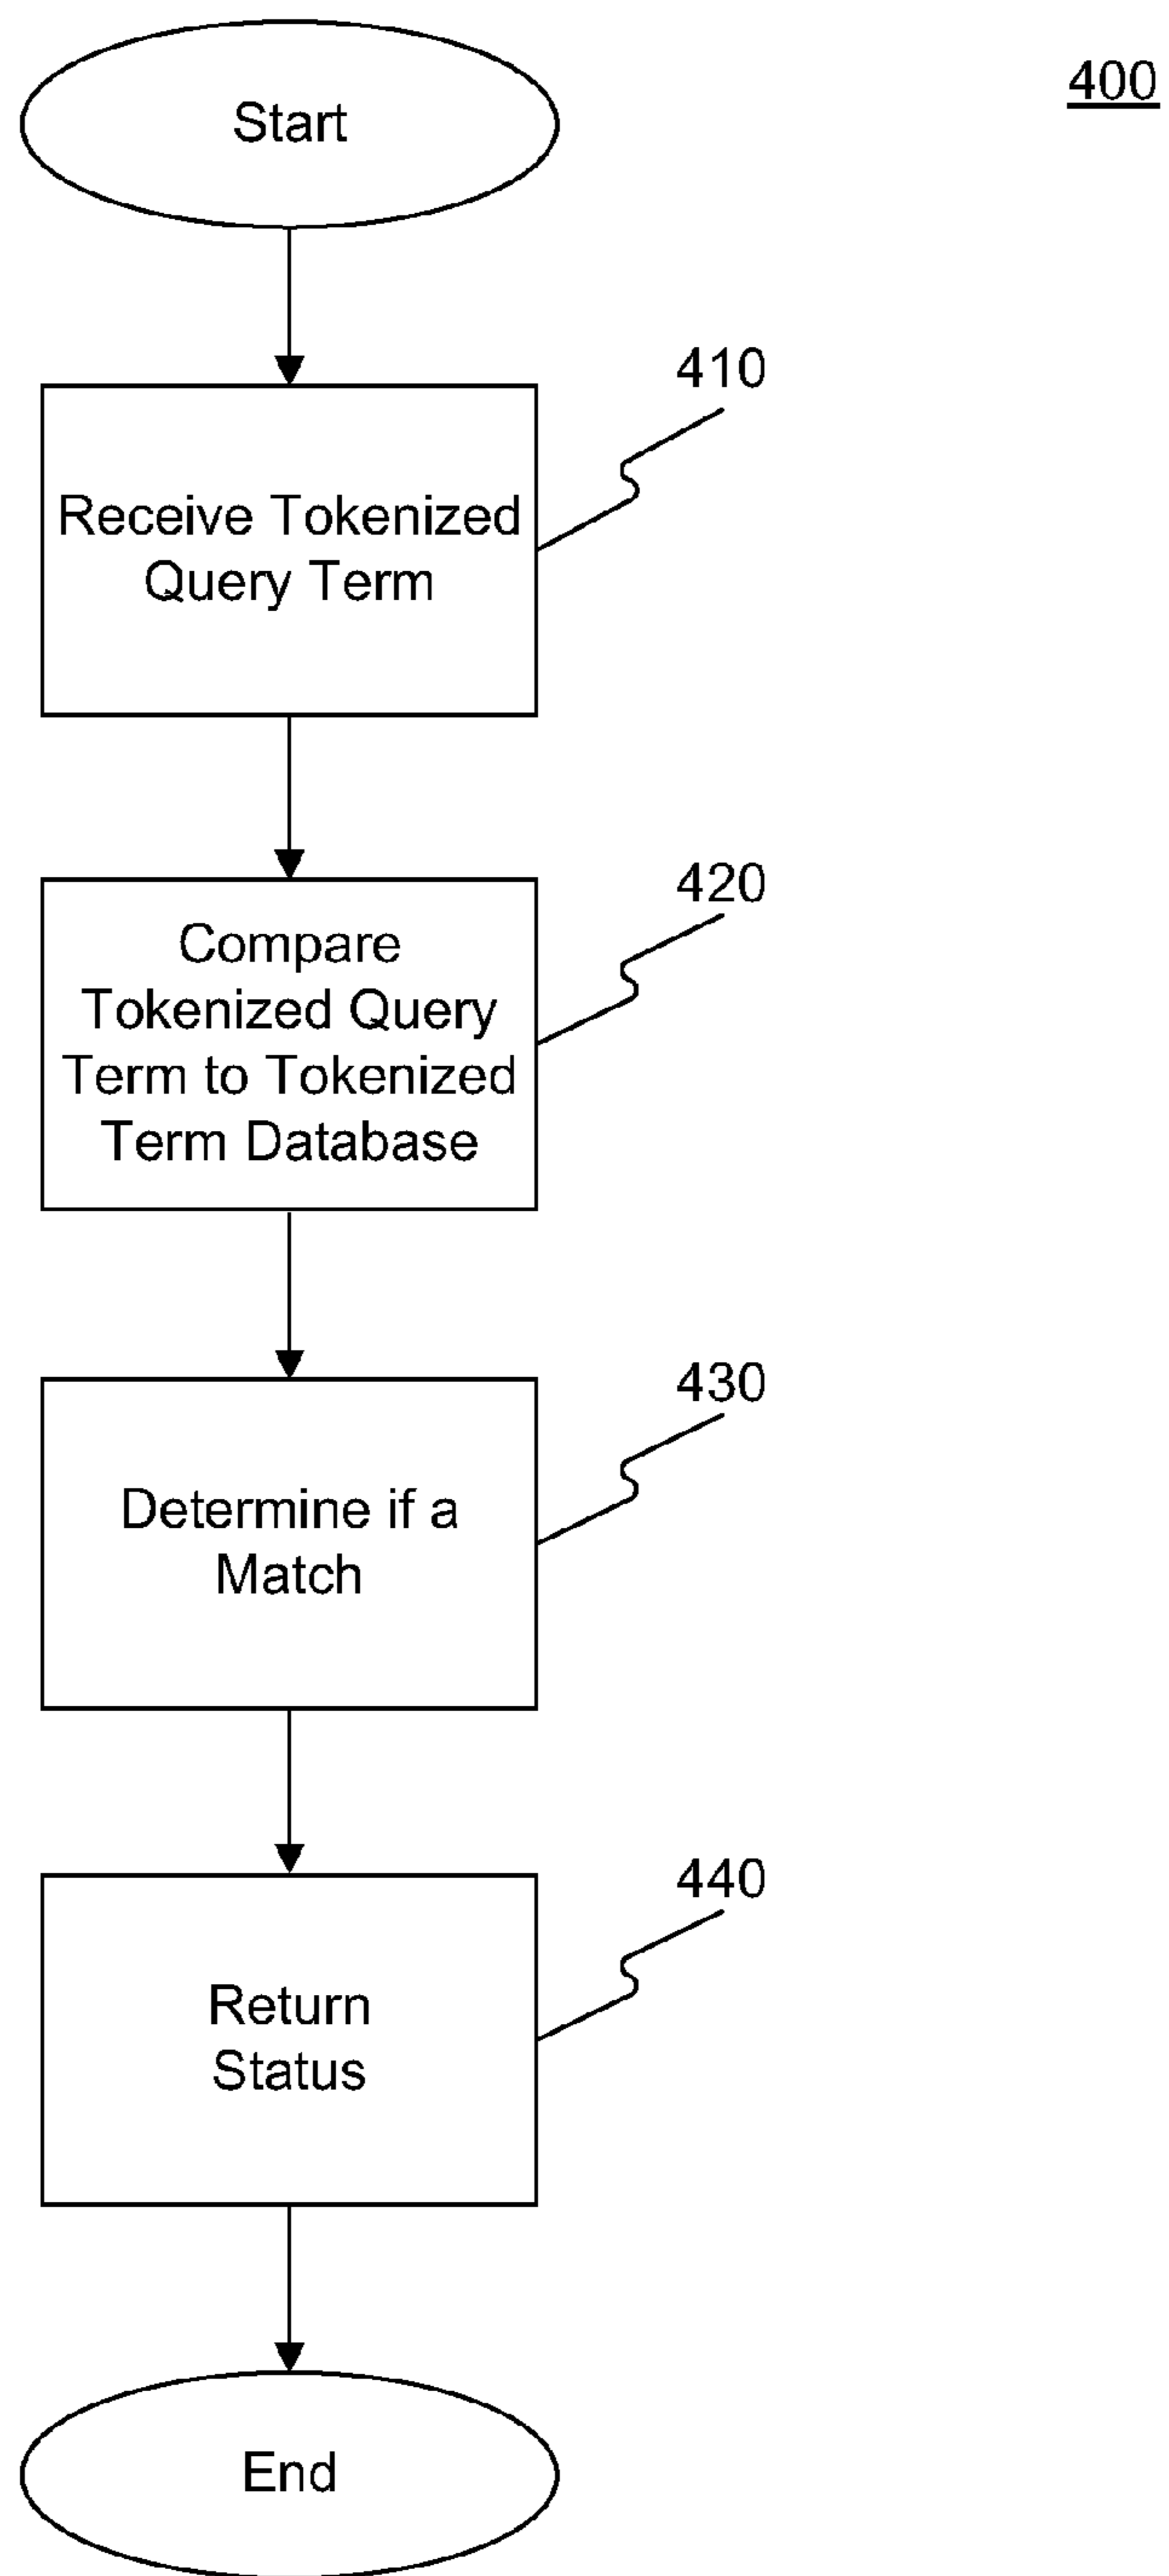 Start
400
410
Receive Tokenized
Query Term
420
Compare
Tokenized Query
Term to Tokenized
Term Database
430
Determine if a
Match
440
Return
Status
End